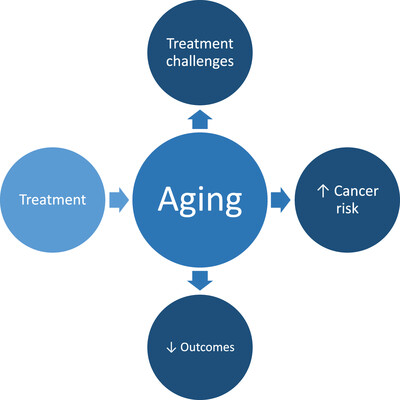 Treatment
challenges
Treatment
Aging
↑ Cancer
risk
↓ Outcomes